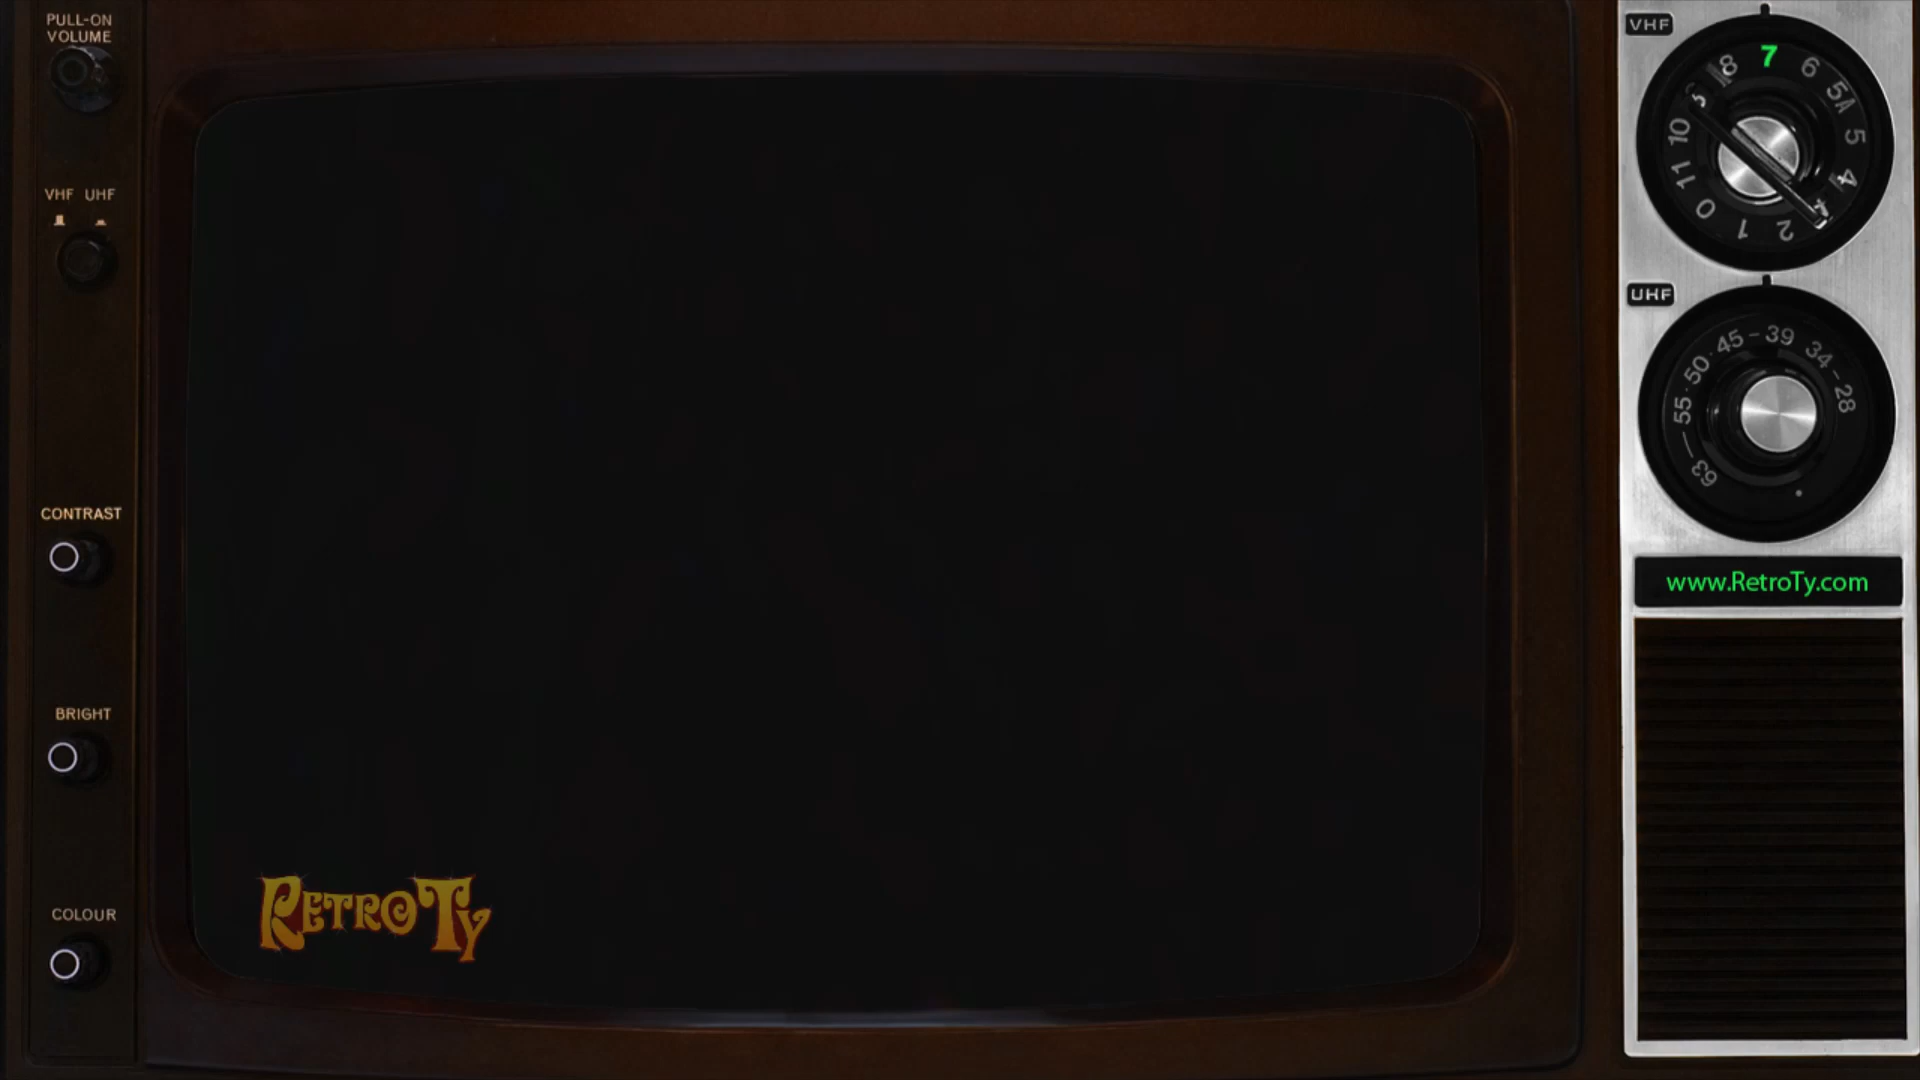 PULL-ON
VOLUME
VHF UHF
CONTRAST
BRIGHT
COLOUR
RETROTY
VHF
7
6
5A
5
4
2
1
0
11
10
8
UHF
63
55
50
45
39
34
28
www.RetroTy.com